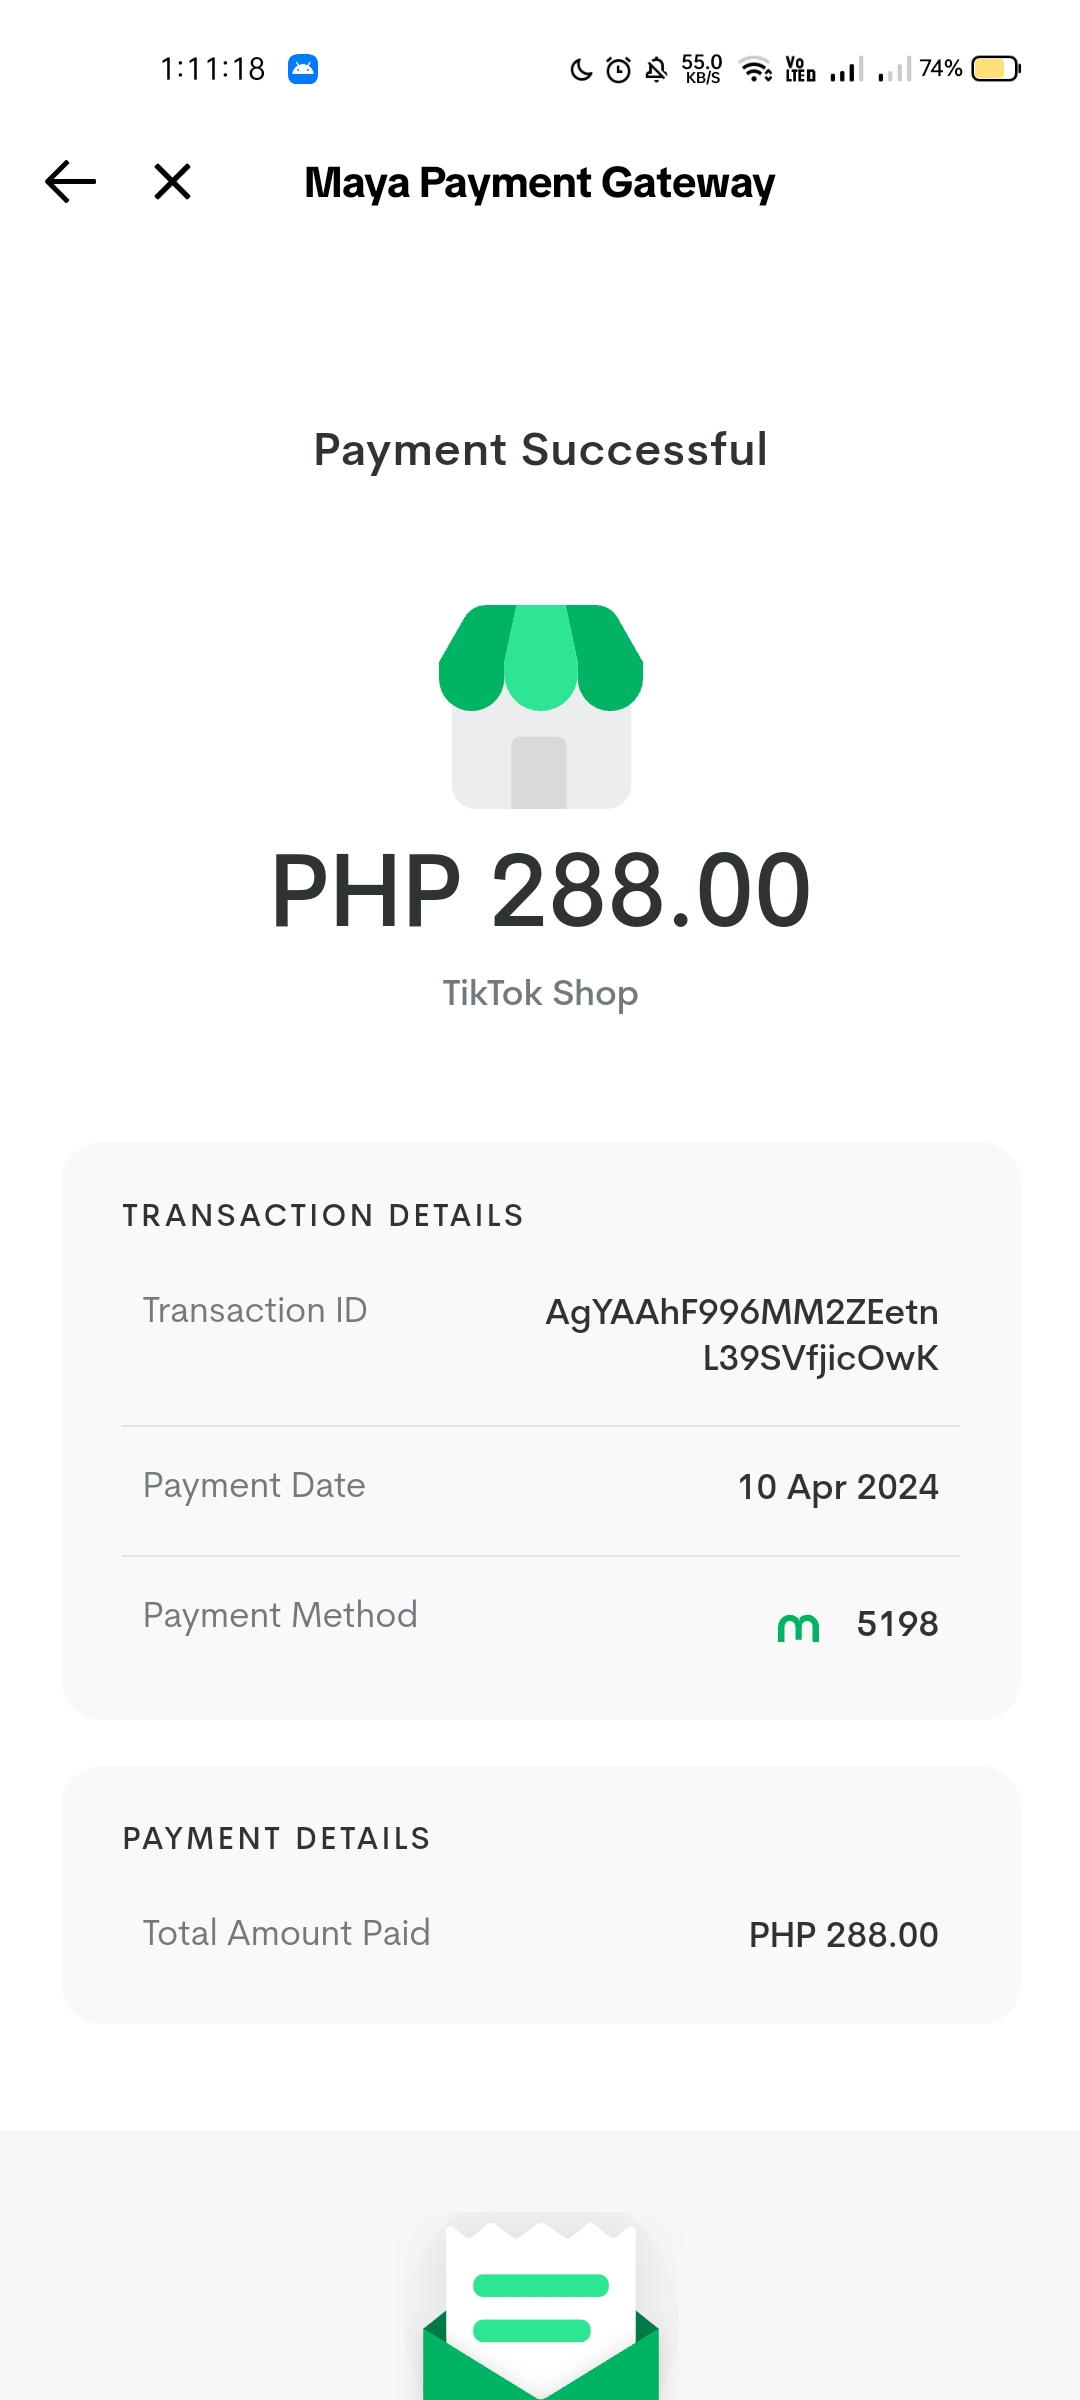 1:11:18
55.0
KB/S
Vo
LTED
74%
Maya Payment Gateway
Payment Successful
PHP 288.00
TikTok Shop
TRANSACTION DETAILS
Transaction ID AgYAAhF996MM2ZEetn
L39SVfjicOwK
Payment Date 10 Apr 2024
Payment Method m 5198
PAYMENT DETAILS
Total Amount Paid PHP 288.00